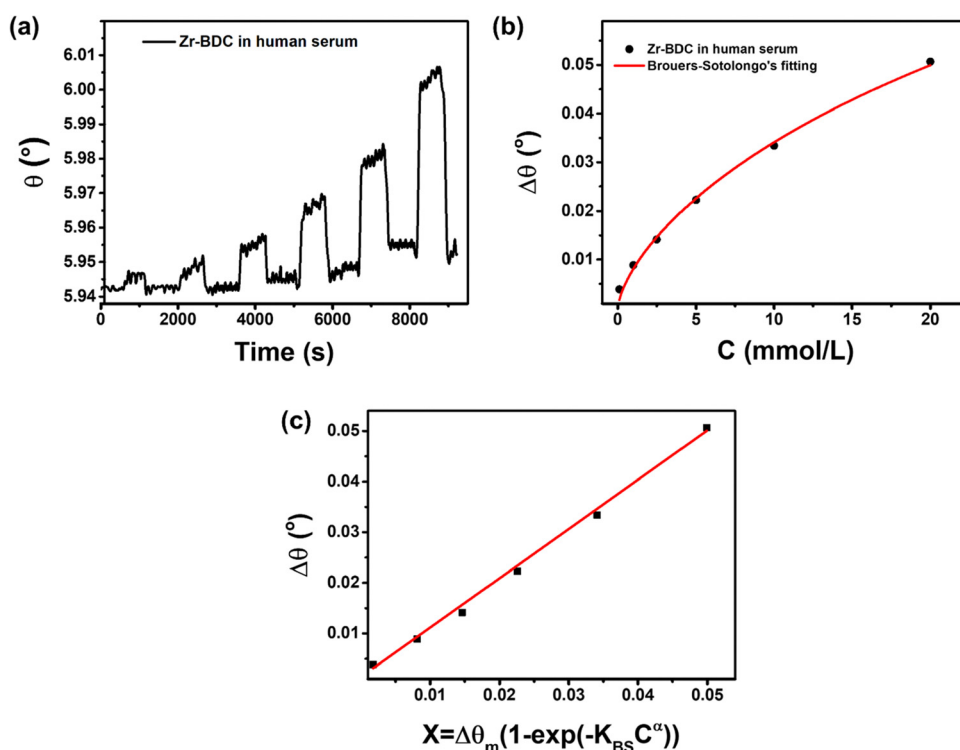 (a)
Zr-BDC in human serum
6.01
6.00
5.99
5.98
5.97
5.96
5.95
5.94
θ (°)
0 2000 4000 6000 8000
Time (s)
(b)
Zr-BDC in human serum
Brouers-Sotolongo's fitting
0.05
0.04
0.03
0.02
0.01
Δθ (°)
0 5 10 15 20
C (mmol/L)
(c)
0.05
0.04
0.03
0.02
0.01
Δθ (°)
0.01 0.02 0.03 0.04 0.05
X=Δθₘ(1-exp(-K_BS C^α))